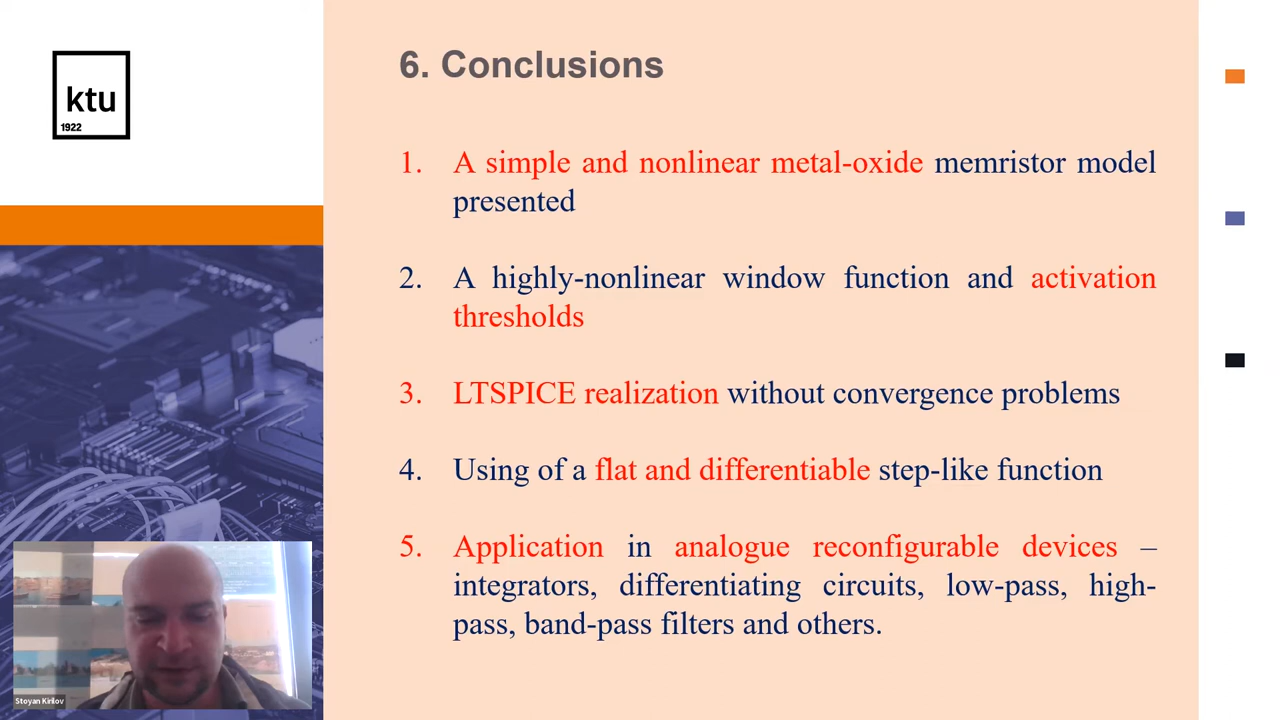 ktu
1922
6. Conclusions
1. A simple and nonlinear metal-oxide memristor model
presented
2. A highly-nonlinear window function and activation
thresholds
3. LTSPICE realization without convergence problems
4. Using of a flat and differentiable step-like function
5. Application in analogue reconfigurable devices –
integrators, differentiating circuits, low-pass, high-
pass, band-pass filters and others.
Stoyan Kirilov